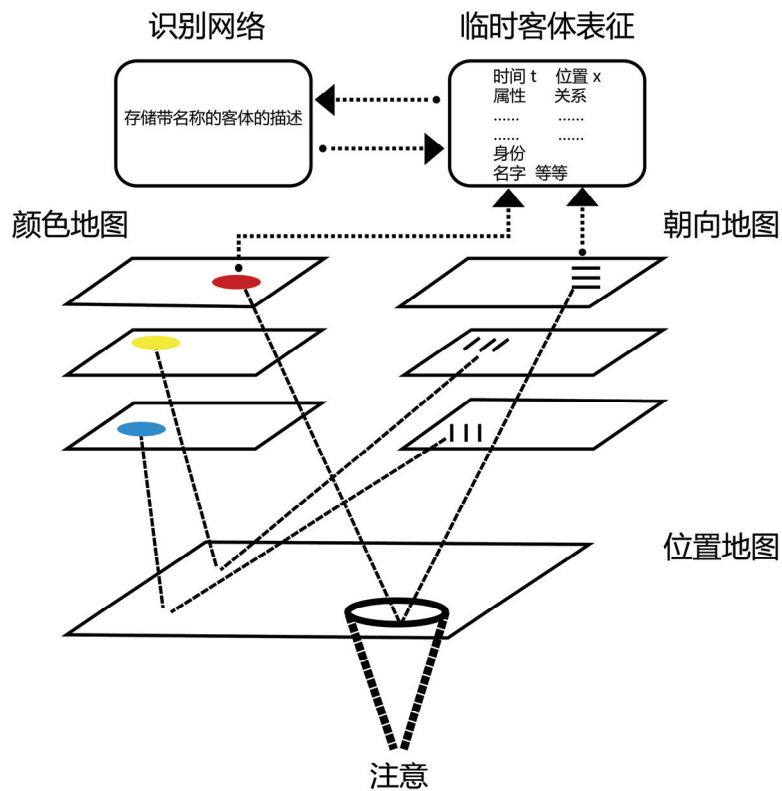 识别网络
临时客体表征
存储带名称的客体的描述
时间 t 位置 x
属性 关系
...... ......
...... ......
身份
名字 等等
颜色地图
朝向地图
位置地图
注意